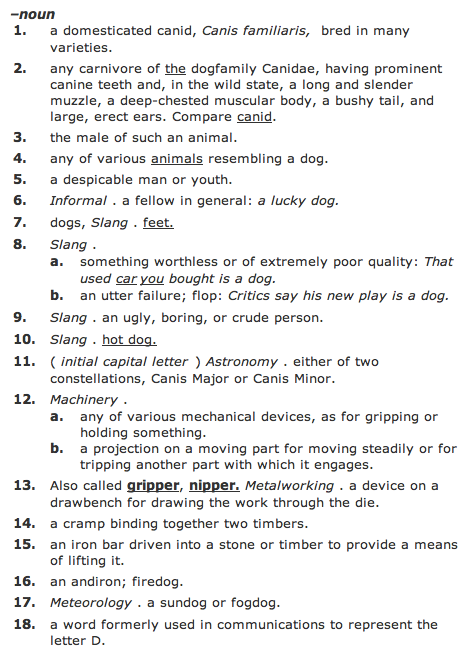 –noun
1. a domesticated canid, Canis familiaris, bred in many
varieties.
2. any carnivore of the dogfamily Canidae, having prominent
canine teeth and, in the wild state, a long and slender
muzzle, a deep-chested muscular body, a bushy tail, and
large, erect ears. Compare canid.
3. the male of such an animal.
4. any of various animals resembling a dog.
5. a despicable man or youth.
6. Informal . a fellow in general: a lucky dog.
7. dogs, Slang . feet.
8. Slang .
a. something worthless or of extremely poor quality: That
used car you bought is a dog.
b. an utter failure; flop: Critics say his new play is a dog.
9. Slang . an ugly, boring, or crude person.
10. Slang . hot dog.
11. ( initial capital letter ) Astronomy . either of two
constellations, Canis Major or Canis Minor.
12. Machinery .
a. any of various mechanical devices, as for gripping or
holding something.
b. a projection on a moving part for moving steadily or for
tripping another part with which it engages.
13. Also called gripper, nipper. Metalworking . a device on a
drawbench for drawing the work through the die.
14. a cramp binding together two timbers.
15. an iron bar driven into a stone or timber to provide a means
of lifting it.
16. an andiron; firedog.
17. Meteorology . a sundog or fogdog.
18. a word formerly used in communications to represent the
letter D.